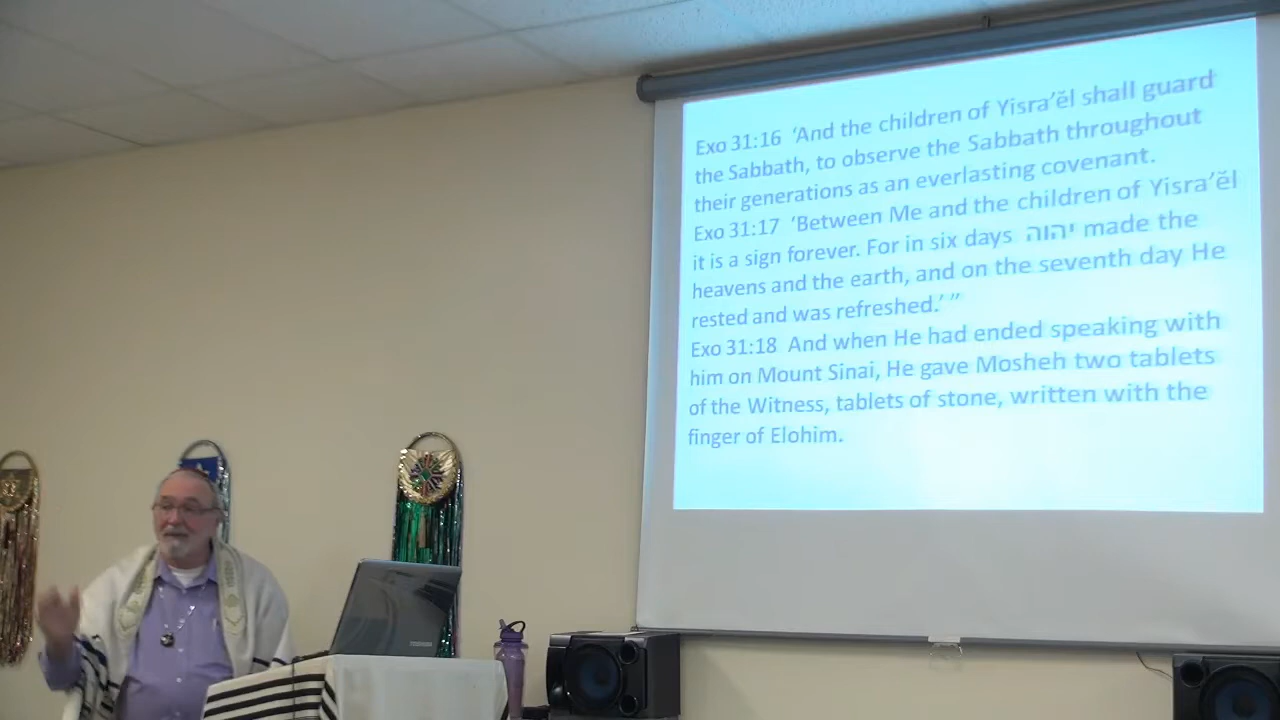 Exo 31:16 ‘And the children of Yisra’ĕl shall guard
the Sabbath, to observe the Sabbath throughout
their generations as an everlasting covenant.
Exo 31:17 ‘Between Me and the children of Yisra’ĕl
it is a sign forever. For in six days יהוה made the
heavens and the earth, and on the seventh day He
rested and was refreshed.’ ”
Exo 31:18 And when He had ended speaking with
him on Mount Sinai, He gave Mosheh two tablets
of the Witness, tablets of stone, written with the
finger of Elohim.